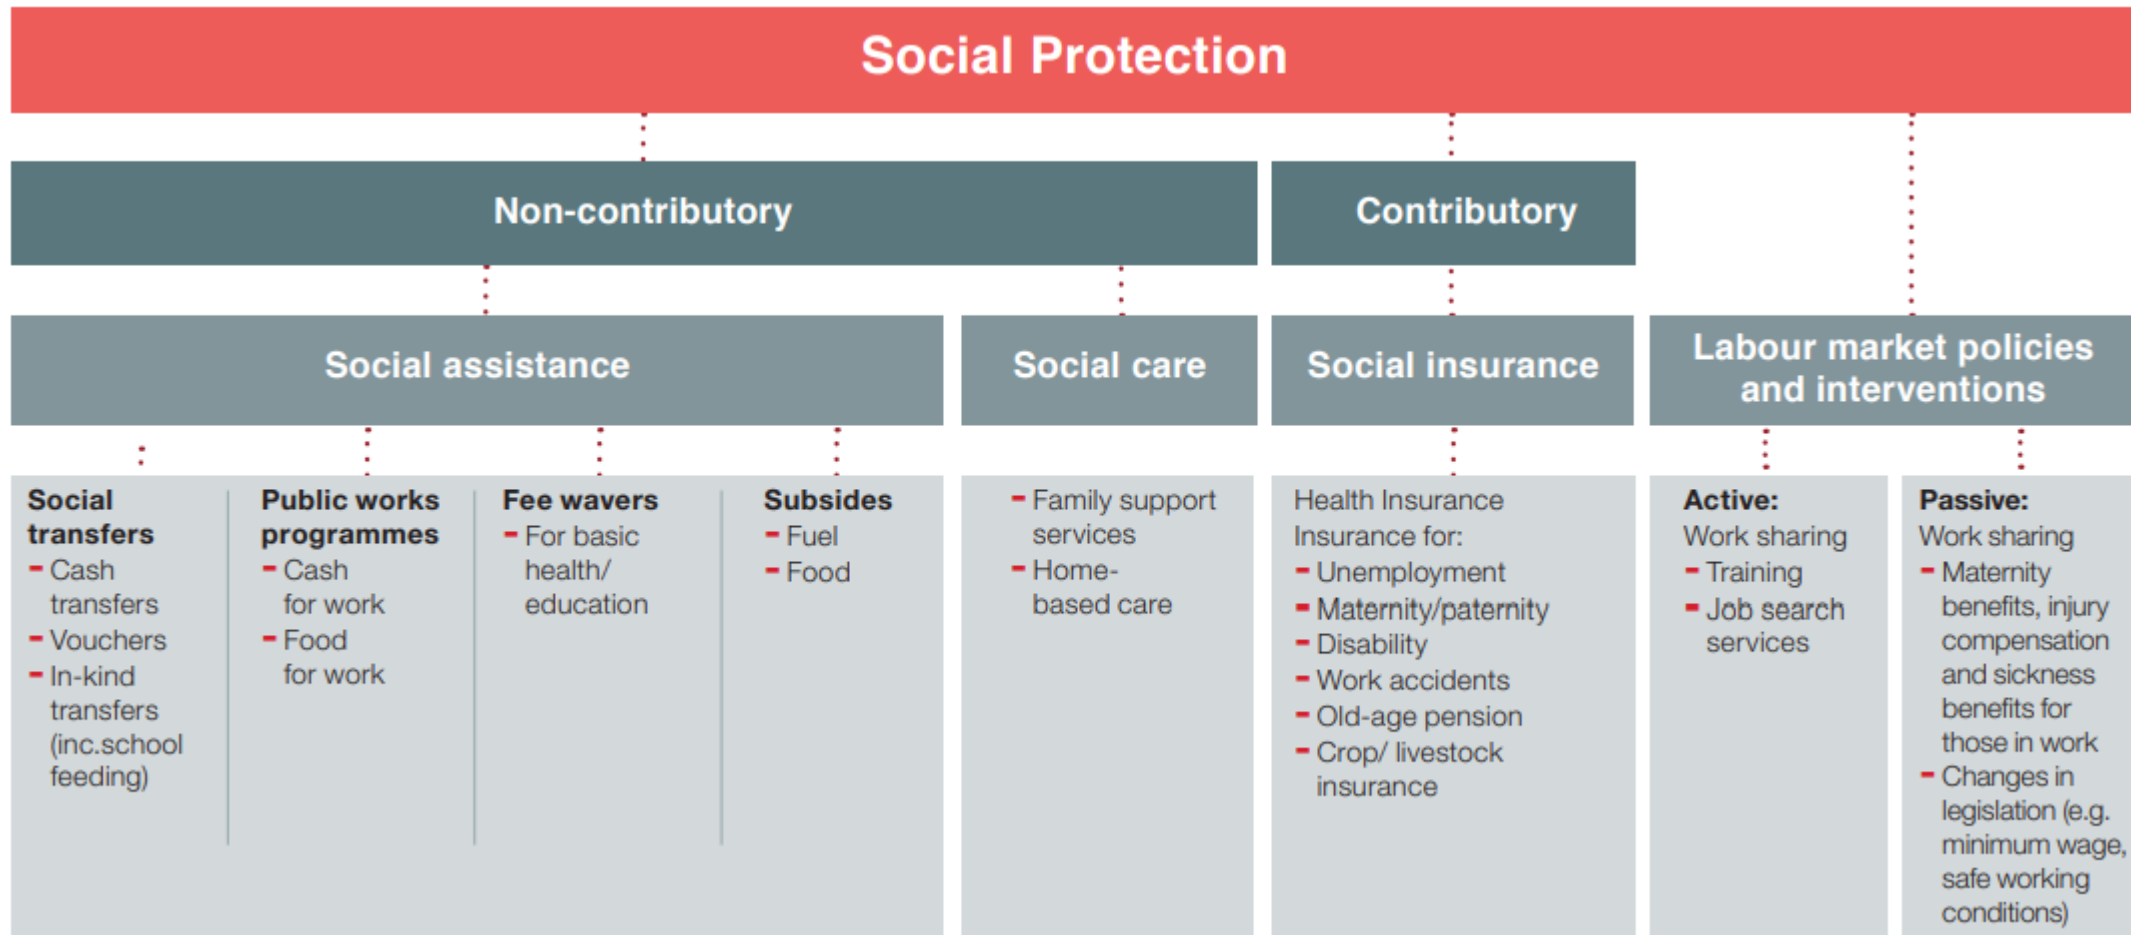 Social Protection
Non-contributory
Contributory
Social assistance
Social care
Social insurance
Labour market policies
and interventions
Social
transfers
- Cash
transfers
- Vouchers
- In-kind
transfers
(inc.school
feeding)
Public works
programmes
- Cash
for work
- Food
for work
Fee wavers
- For basic
health/
education
Subsides
- Fuel
- Food
- Family support
services
- Home-
based care
Health Insurance
Insurance for:
- Unemployment
- Maternity/paternity
- Disability
- Work accidents
- Old-age pension
- Crop/ livestock
insurance
Active:
Work sharing
- Training
- Job search
services
Passive:
Work sharing
- Maternity
benefits, injury
compensation
and sickness
benefits for
those in work
- Changes in
legislation (e.g.
minimum wage,
safe working
conditions)